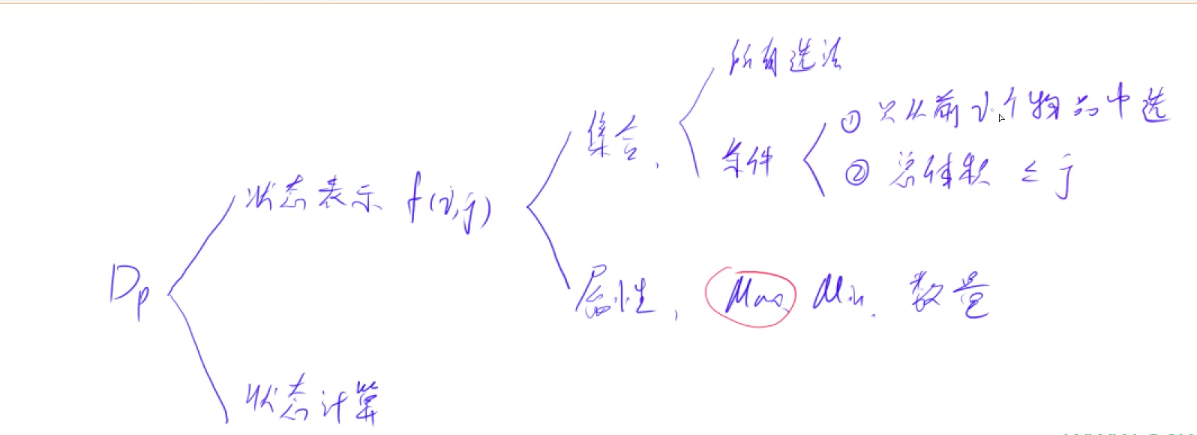 所有选法
① 只从前i个物品中选
集合,
条件
② 总体积 ≤ j
状态表示 f(i,j)
Dp
属性, Max Min. 数量
状态计算